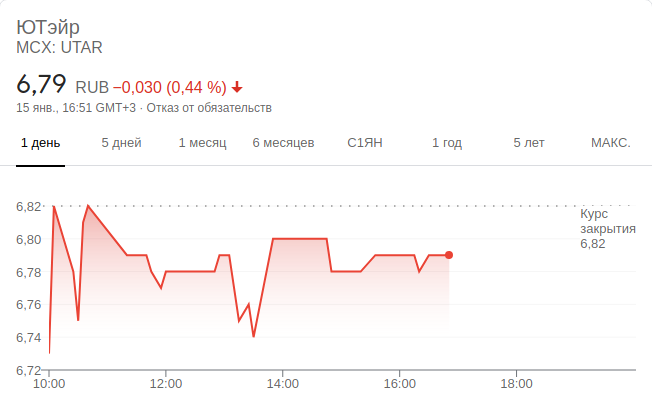 ЮТэйр
MCX: UTAR
6,79 RUB −0,030 (0,44 %)
15 янв., 16:51 GMT+3 · Отказ от обязательств
1 день 5 дней 1 месяц 6 месяцев С1ЯН 1 год 5 лет МАКС.
6,82
Курс
закрытия
6,82
6,80
6,78
6,76
6,74
6,72
10:00 12:00 14:00 16:00 18:00